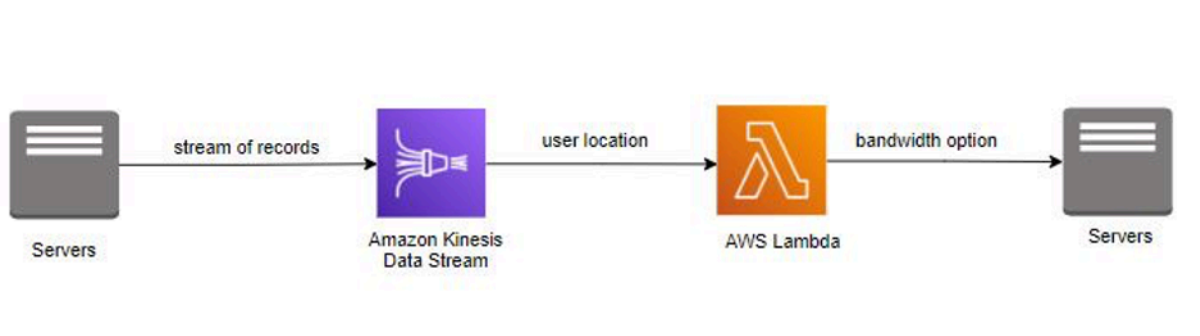 stream of records
user location
bandwidth option
Servers
Amazon Kinesis
Data Stream
AWS Lambda
Servers